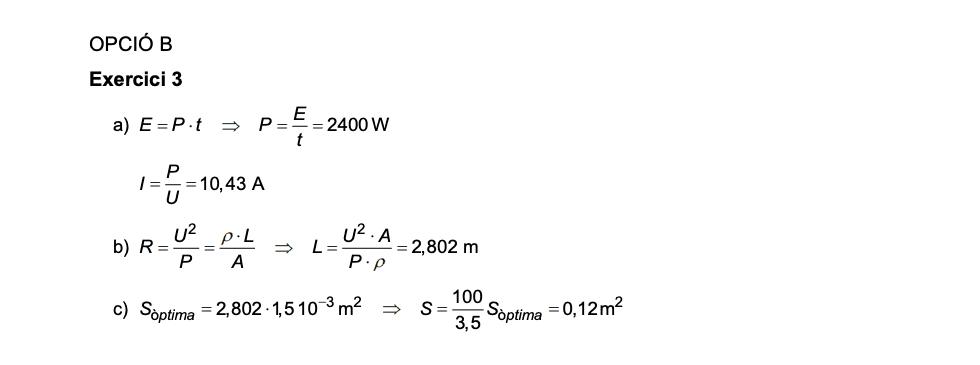 OPCIÓ B
Exercici 3
a) E = P · t ⇒ P = E/t = 2400 W
I = P/U = 10,43 A
b) R = U²/P = ρ · L/A ⇒ L = U² · A/P · ρ = 2,802 m
c) Sòptima = 2,802 · 1,5 10⁻³ m² ⇒ S = 100/3,5 Sòptima = 0,12 m²